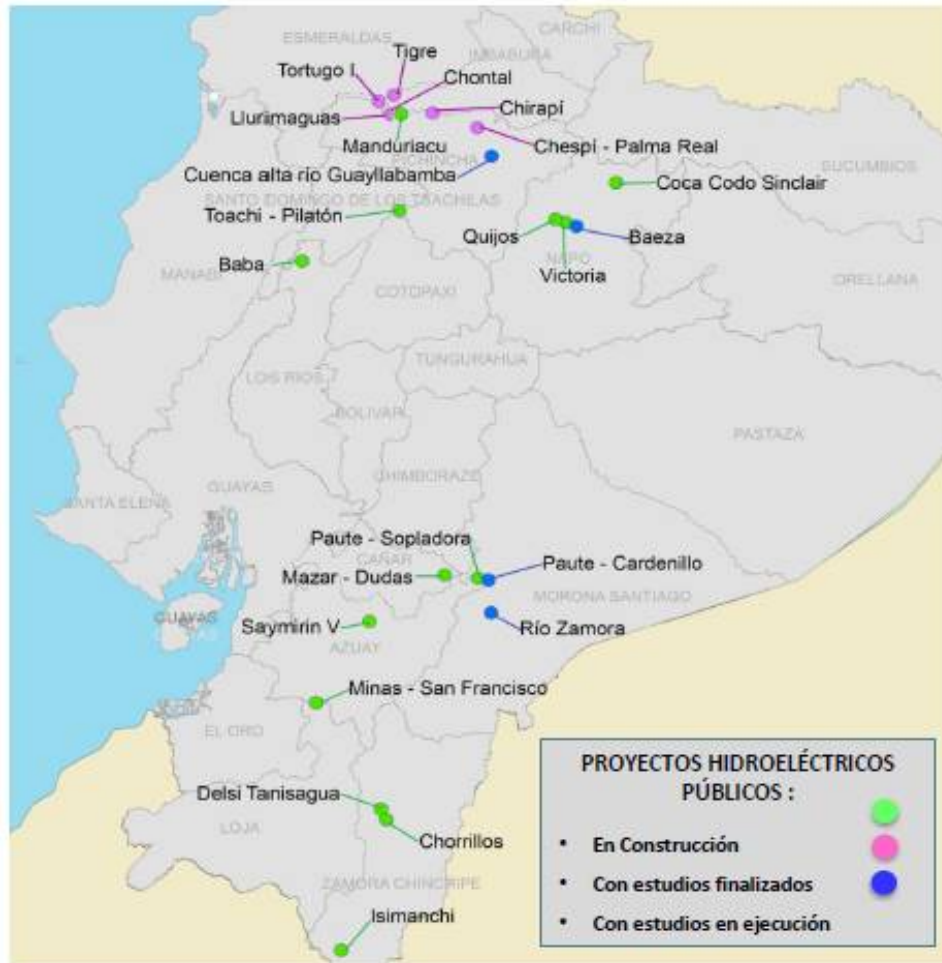 CARCHI
ESMERALDAS
IMBABURA
Tigre
Tortugo I
Chontal
Llurimaguas
Chirapí
Manduriacu
Chespí - Palma Real
PICHINCHA
SUCUMBIOS
Cuenca alta río Guayllabamba
Coca Codo Sinclair
SANTO DOMINGO DE LOS TSACHILAS
Toachi - Pilatón
Quijos
Baeza
NAPO
Baba
MANABI
Victoria
ORELLANA
COTOPAXI
TUNGURAHUA
LOS RIOS
BOLIVAR
PASTAZA
CHIMBORAZO
GUAYAS
SANTA ELENA
Paute - Sopladora
CAÑAR
Paute - Cardenillo
Mazar - Dudas
MORONA SANTIAGO
GUAYAS
Saymirin V
Río Zamora
AZUAY
Minas - San Francisco
EL ORO
PROYECTOS HIDROELÉCTRICOS
PÚBLICOS :
Delsi Tanisagua
LOJA
Chorrillos
• En Construcción
• Con estudios finalizados
ZAMORA CHINCHIPE
Isimanchi
• Con estudios en ejecución